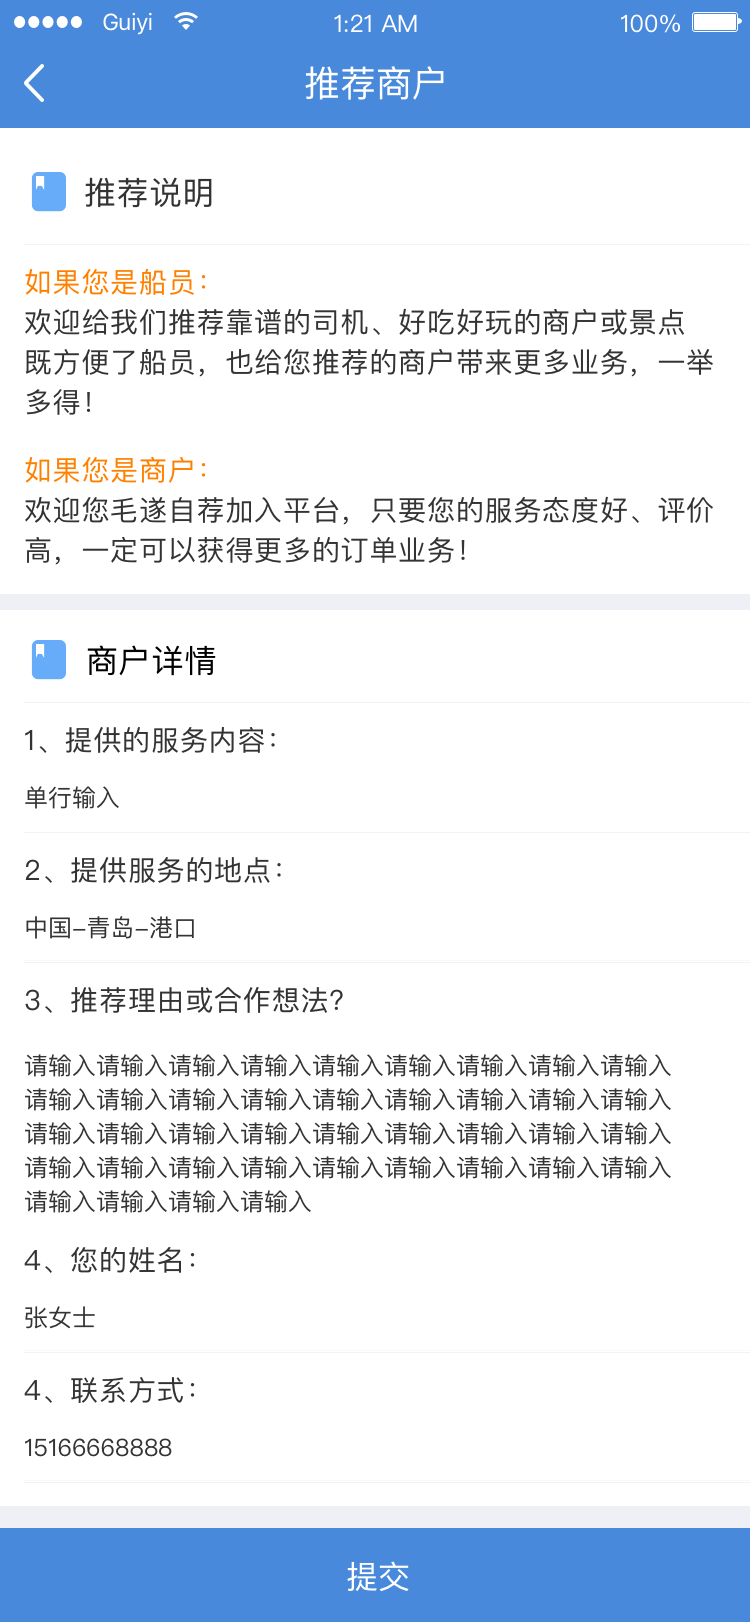 Guiyi 1:21 AM 100%
推荐商户
推荐说明
如果您是船员：
欢迎给我们推荐靠谱的司机、好吃好玩的商户或景点
既方便了船员，也给您推荐的商户带来更多业务，一举
多得！
如果您是商户：
欢迎您毛遂自荐加入平台，只要您的服务态度好、评价
高，一定可以获得更多的订单业务！
商户详情
1、提供的服务内容：
单行输入
2、提供服务的地点：
中国–青岛–港口
3、推荐理由或合作想法？
请输入请输入请输入请输入请输入请输入请输入请输入请输入
请输入请输入请输入请输入请输入请输入请输入请输入请输入
请输入请输入请输入请输入请输入请输入请输入请输入请输入
请输入请输入请输入请输入请输入请输入请输入请输入请输入
请输入请输入请输入请输入
4、您的姓名：
张女士
4、联系方式：
15166668888
提交